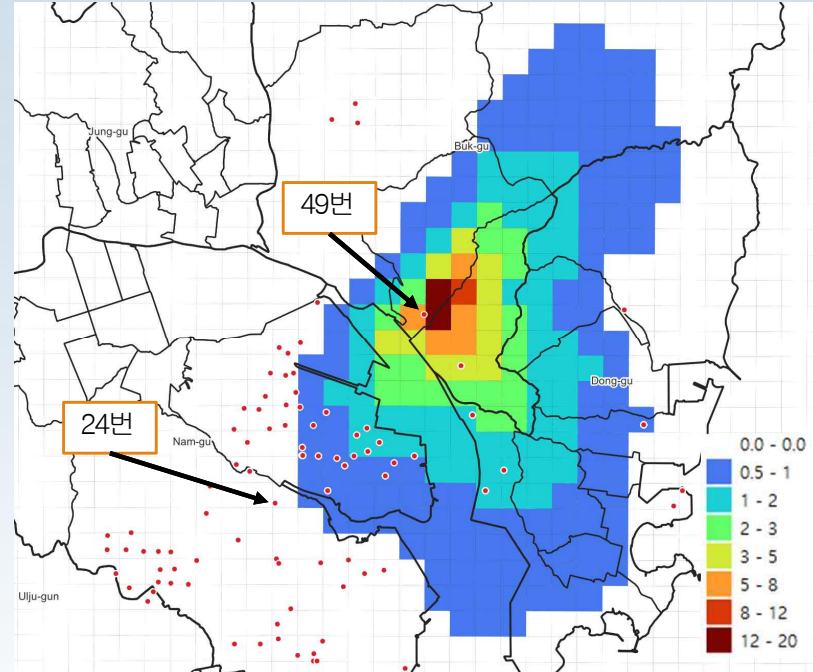 Jung-gu
Buk-gu
49번
Dong-gu
24번
Nam-gu
Ulju-gun
0.0 - 0.0
0.5 - 1
1 - 2
2 - 3
3 - 5
5 - 8
8 - 12
12 - 20